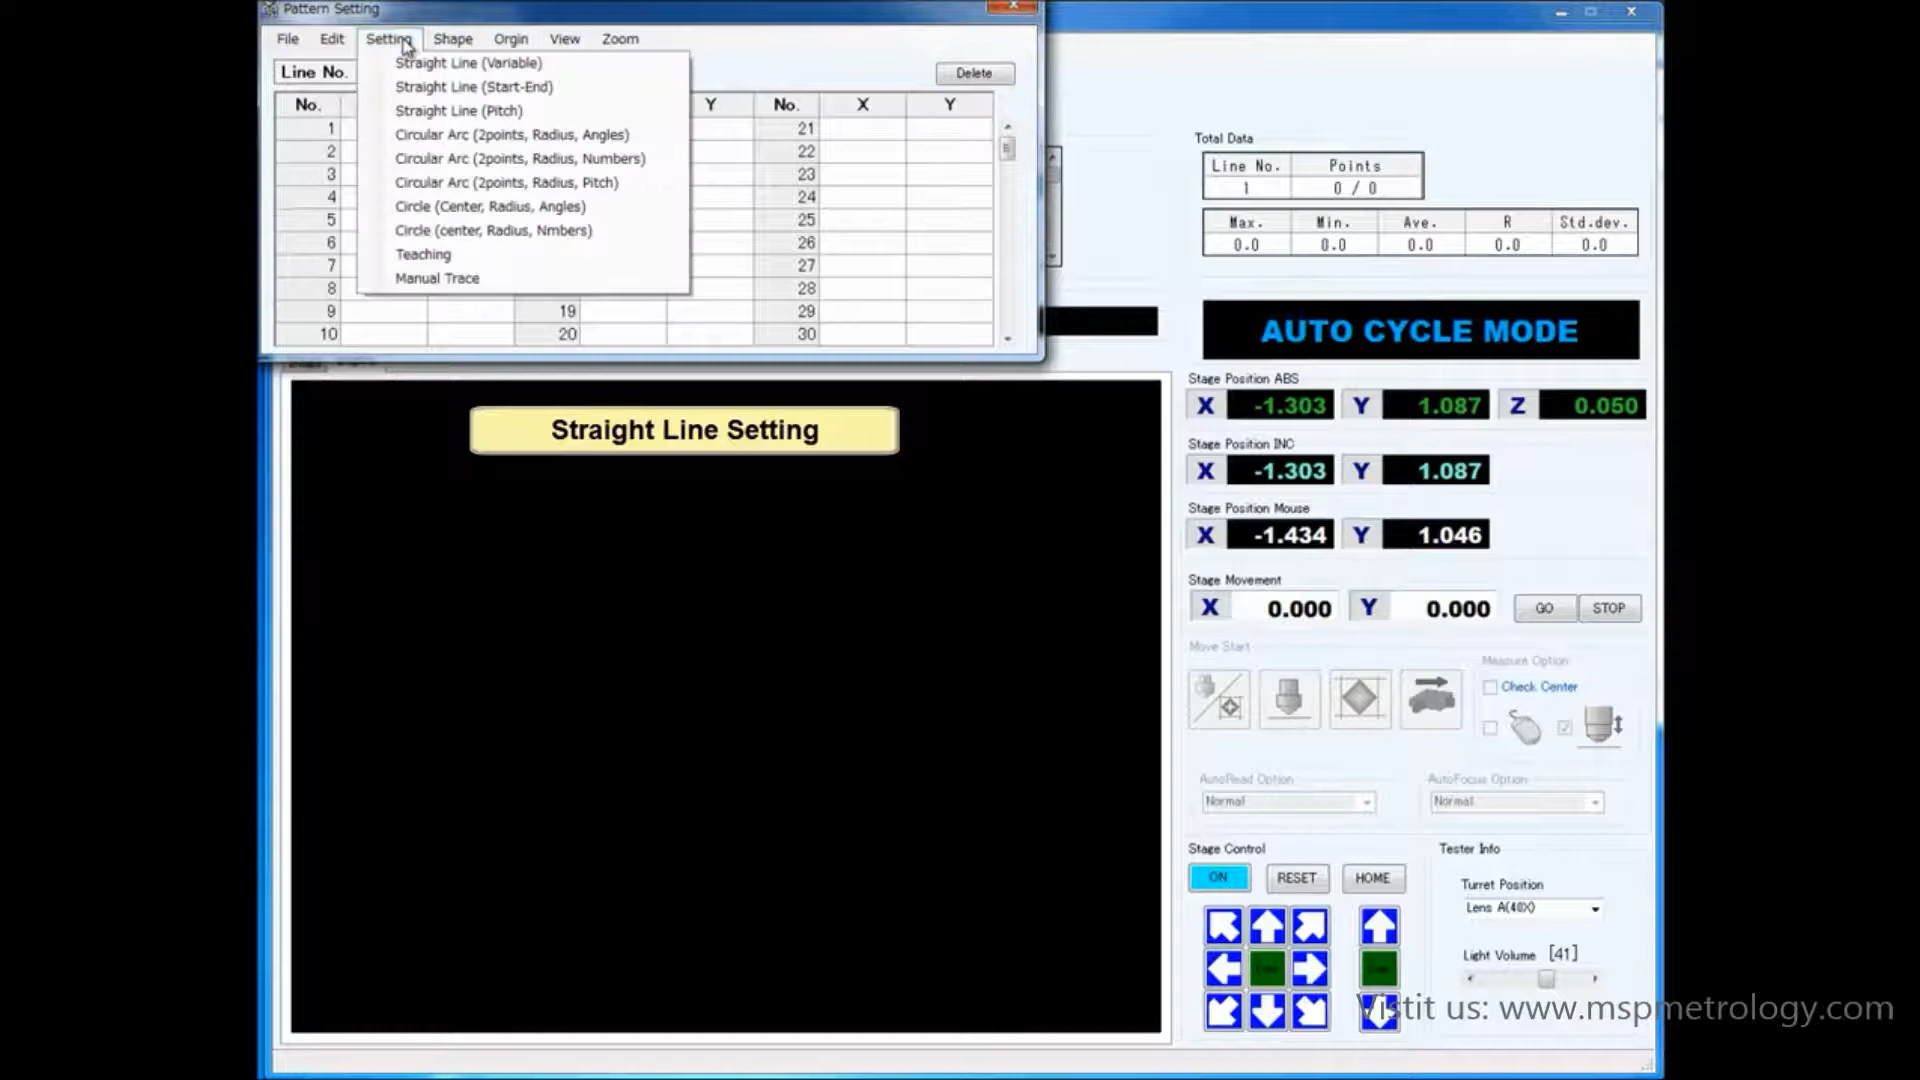 Pattern Setting
File Edit Setting Shape Orgin View Zoom
Line No. Delete
Straight Line (Variable)
Straight Line (Start-End)
Straight Line (Pitch)
Circular Arc (2points, Radius, Angles)
Circular Arc (2points, Radius, Numbers)
Circular Arc (2points, Radius, Pitch)
Circle (Center, Radius, Angles)
Circle (center, Radius, Nmbers)
Teaching
Manual Trace
No. Y No. X Y
1 21
2 22
3 23
4 24
5 25
6 26
7 27
8 28
9 19 29
10 20 30
Straight Line Setting
Total Data
Line No. Points
1 0 / 0
Max. Min. Ave. R Std.dev.
0.0 0.0 0.0 0.0 0.0
AUTO CYCLE MODE
Stage Position ABS
X -1.303 Y 1.087 Z 0.050
Stage Position INC
X -1.303 Y 1.087
Stage Position Mouse
X -1.434 Y 1.046
Stage Movement
X 0.000 Y 0.000 GO STOP
Move Start
Measure Option
Check Center
AutoRead Option AutoFocus Option
Normal Normal
Stage Control Tester Info
ON RESET HOME
Turret Position
Lens A(40X)
Light Volume [41]
Vistit us: www.mspmetrology.com